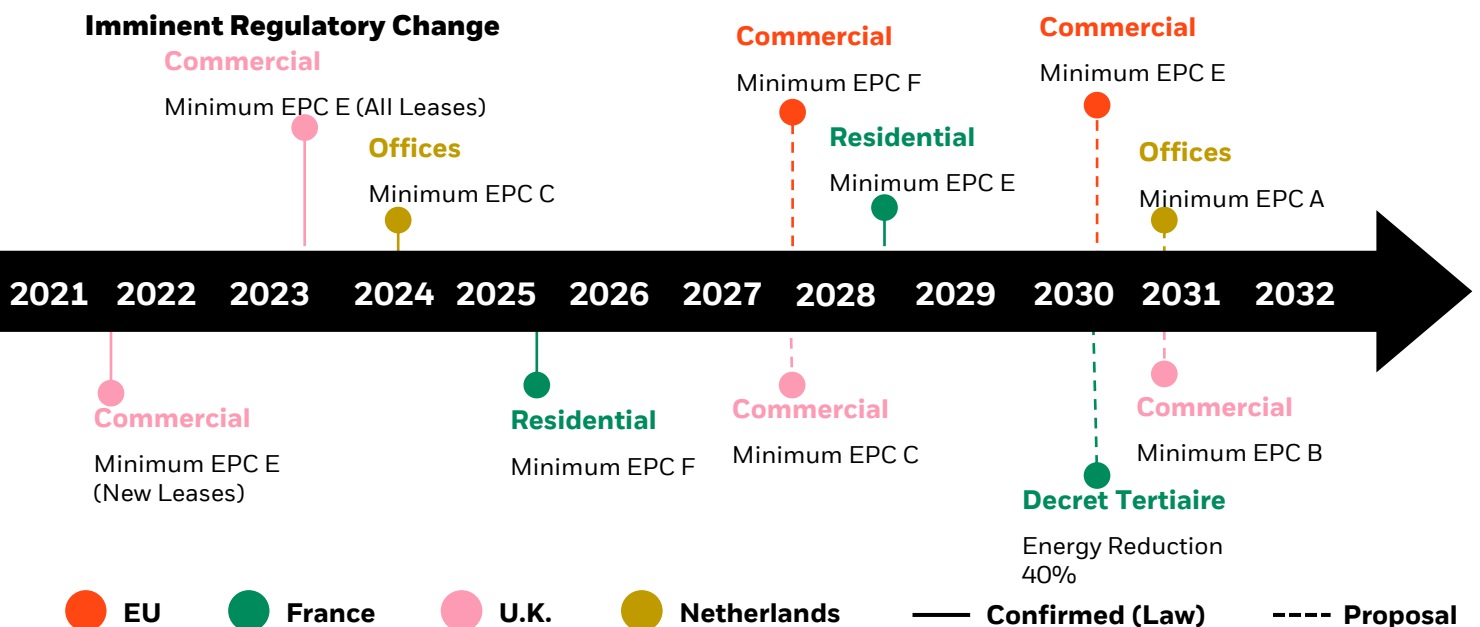 Imminent Regulatory Change
Commercial
Minimum EPC E (All Leases)
Offices
Minimum EPC C
Commercial
Minimum EPC F
Residential
Minimum EPC E
Commercial
Minimum EPC E
Offices
Minimum EPC A
2021 2022 2023 2024 2025 2026 2027 2028 2029 2030 2031 2032
Commercial
Minimum EPC E
(New Leases)
Residential
Minimum EPC F
Commercial
Minimum EPC C
Commercial
Minimum EPC B
Decret Tertiaire
Energy Reduction
40%
EU France U.K. Netherlands Confirmed (Law) Proposal